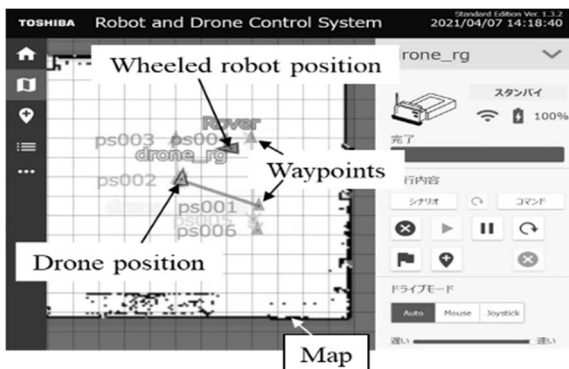 TOSHIBA Robot and Drone Control System
Standard Edition Ver. 1.3.2
2021/04/07 14:18:40
Wheeled robot position
rone_rg
スタンバイ
100%
完了
Rover
ps003
ps00
drone_rg
Waypoints
ps002
行内容
シナリオ
コマンド
ps001
ps005
ps006
Drone position
ドライブモード
Auto Mouse Joystick
遅い 速い
Map